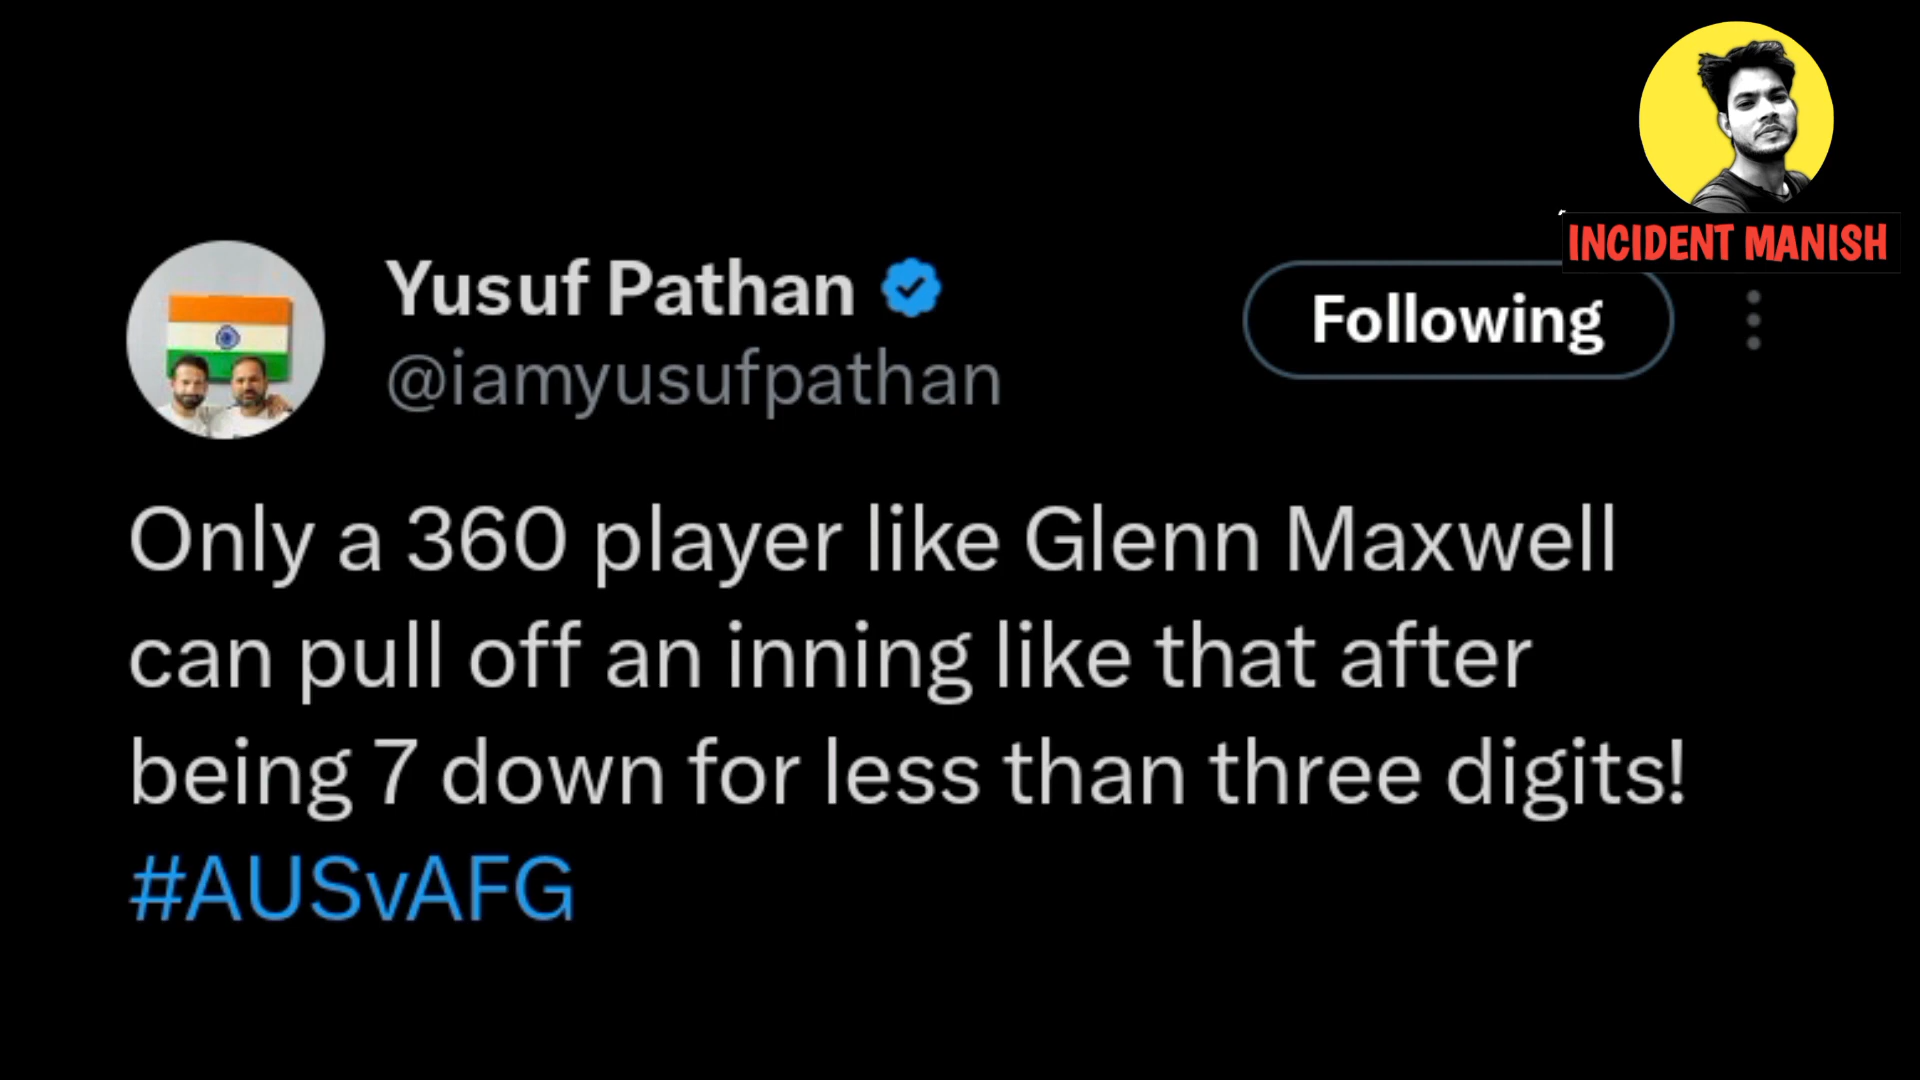 INCIDENT MANISH
Yusuf Pathan
Following
@iamyusufpathan
Only a 360 player like Glenn Maxwell
can pull off an inning like that after
being 7 down for less than three digits!
#AUSvAFG